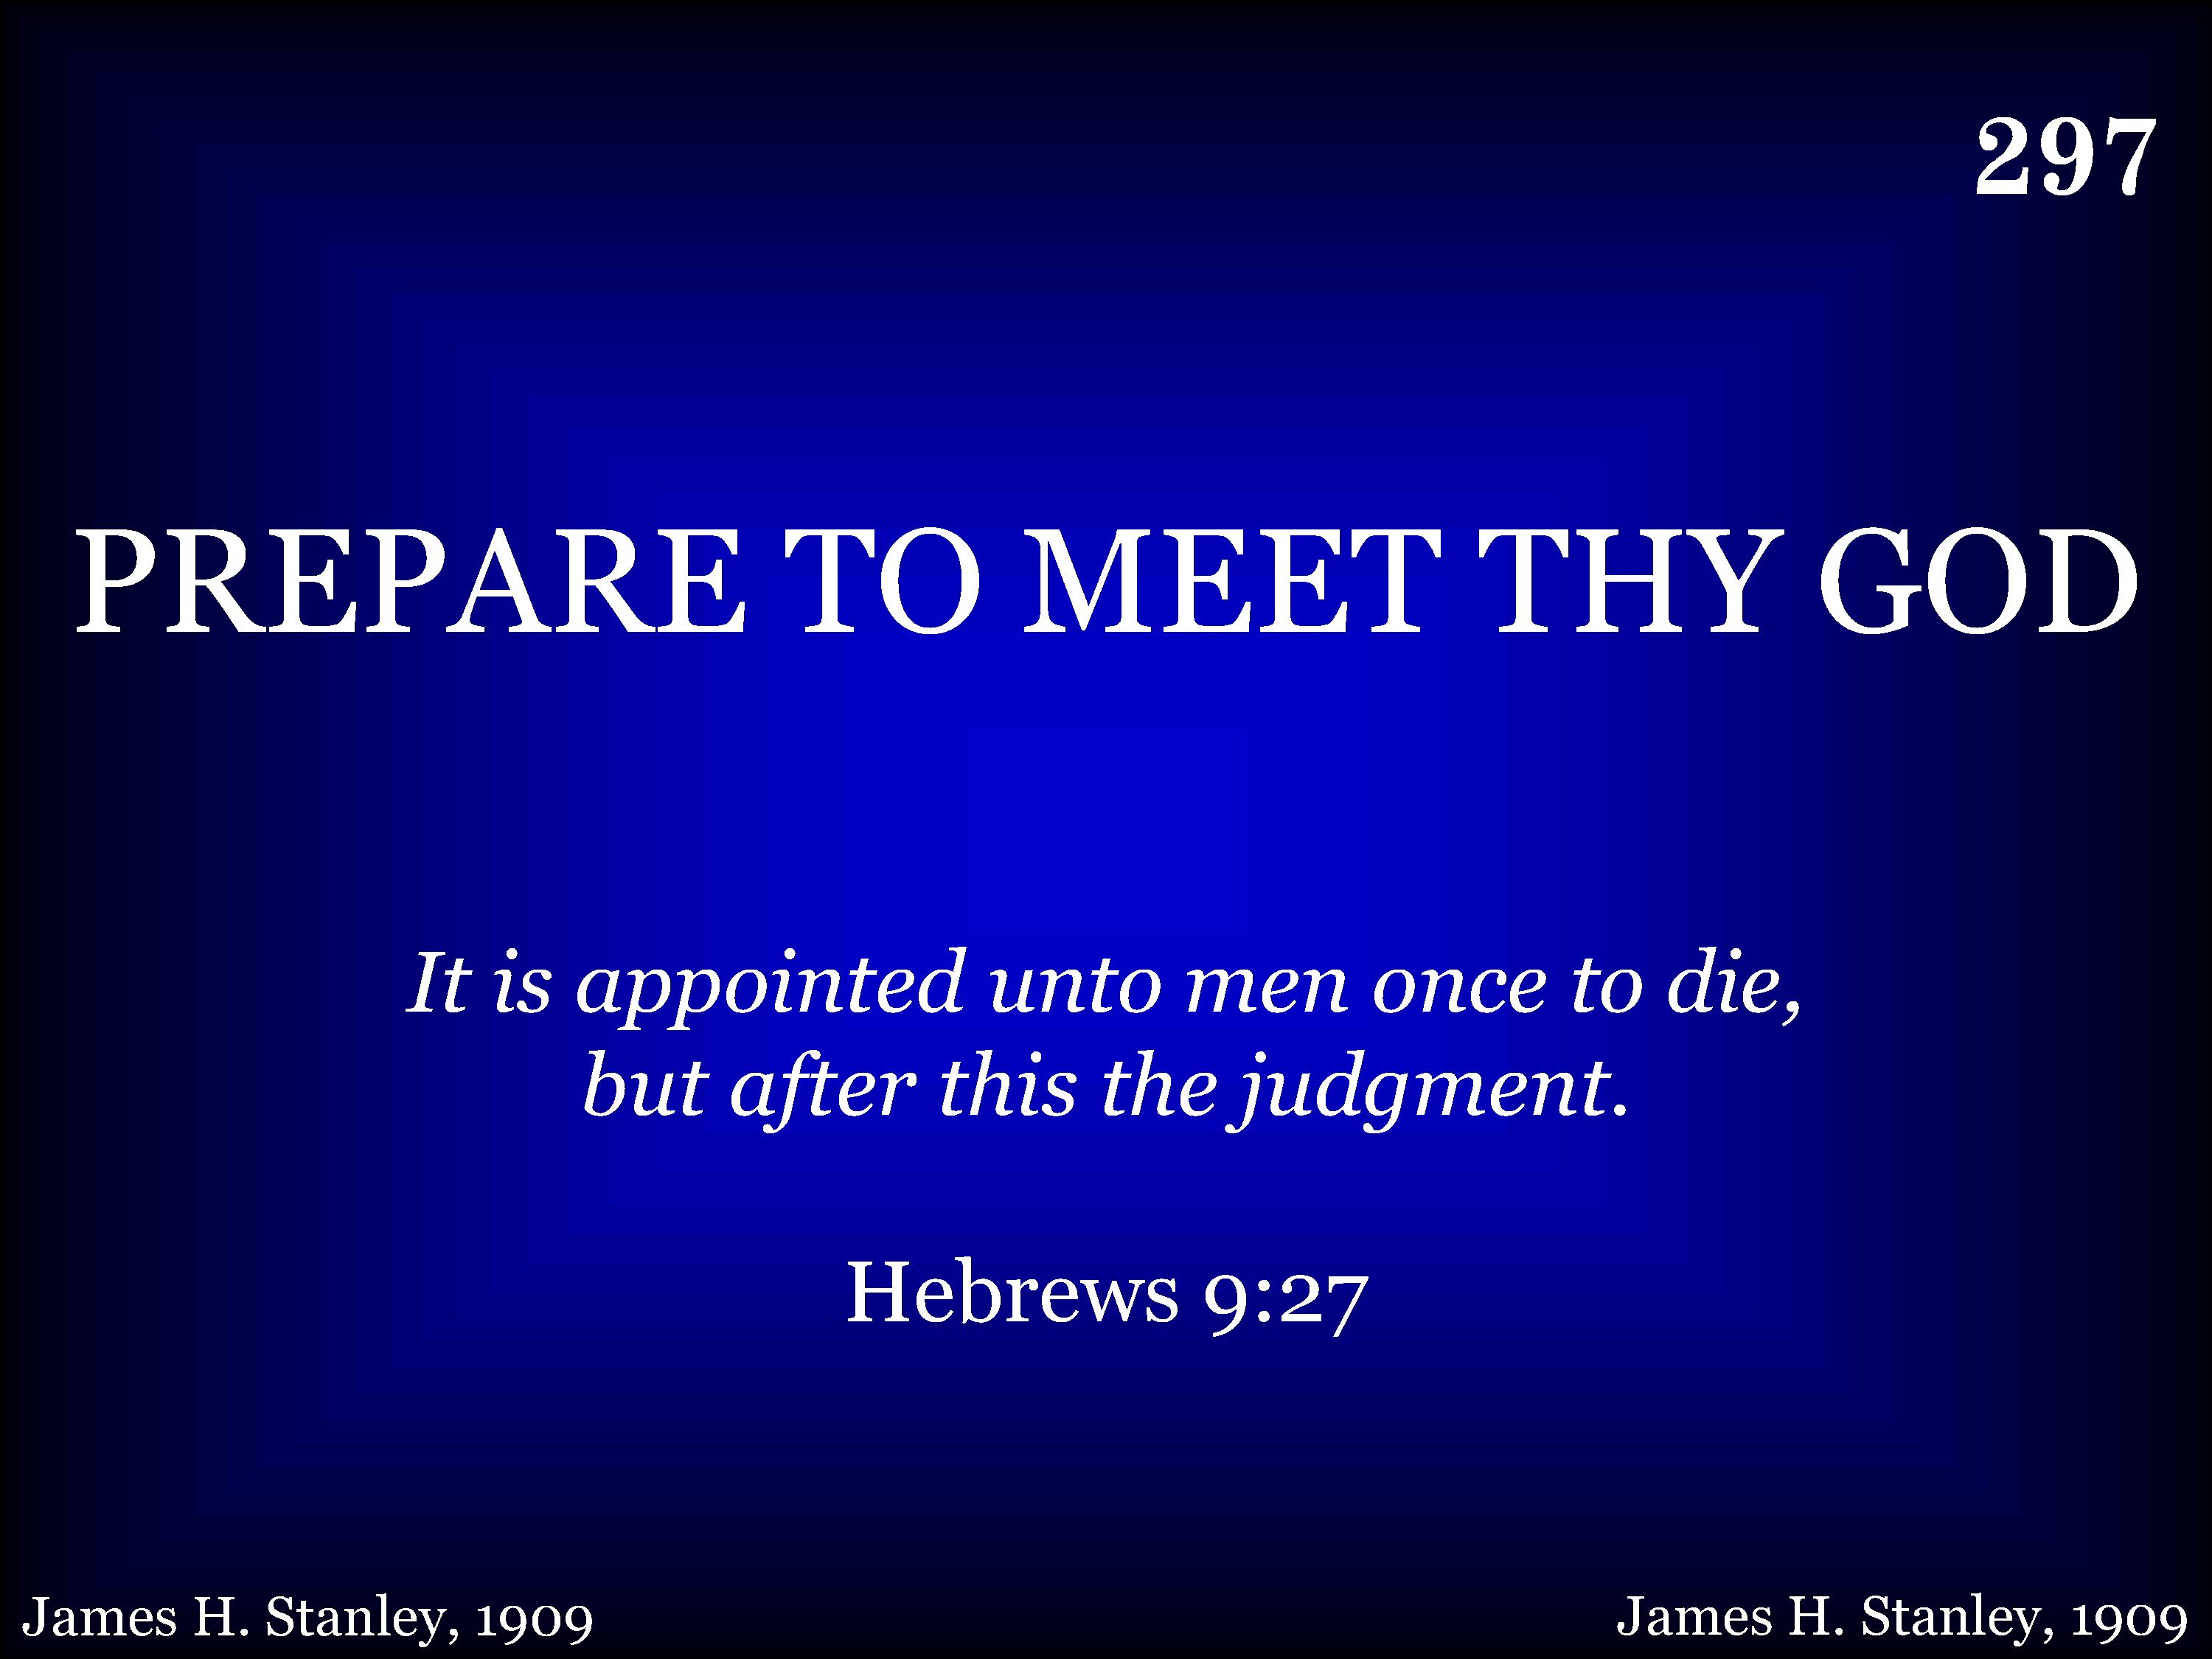 297
PREPARE TO MEET THY GOD
It is appointed unto men once to die,
but after this the judgment.
Hebrews 9:27
James H. Stanley, 1909
James H. Stanley, 1909